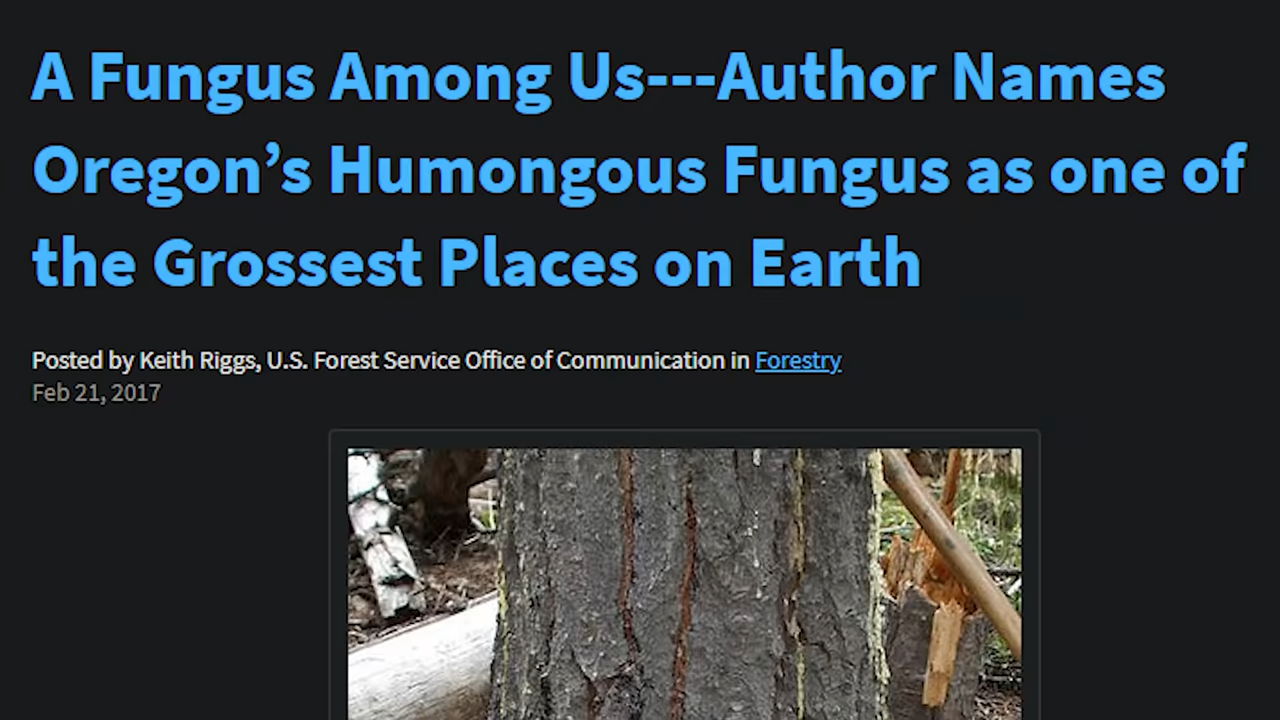 A Fungus Among Us---Author Names
Oregon’s Humongous Fungus as one of
the Grossest Places on Earth
Posted by Keith Riggs, U.S. Forest Service Office of Communication in Forestry
Feb 21, 2017